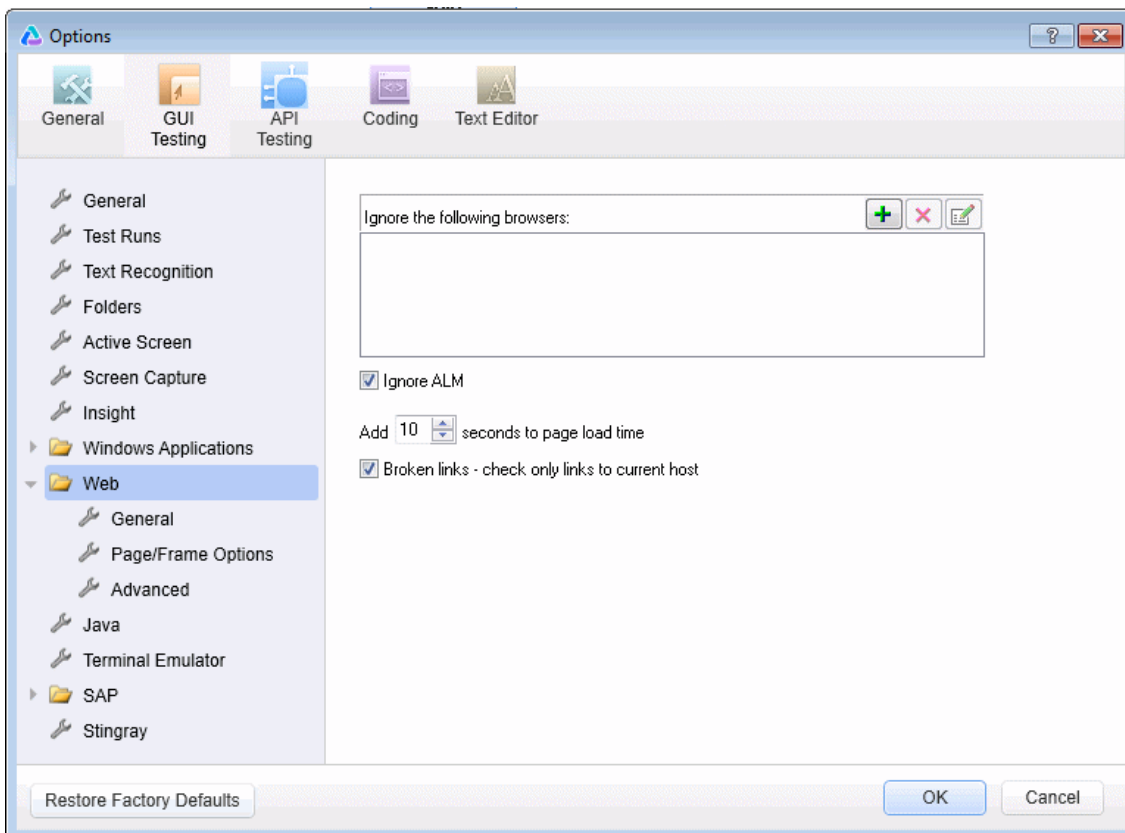 Options
General
GUI
Testing
API
Testing
Coding
Text Editor
General
Test Runs
Text Recognition
Folders
Active Screen
Screen Capture
Insight
Windows Applications
Web
General
Page/Frame Options
Advanced
Java
Terminal Emulator
SAP
Stingray
Ignore the following browsers:
Ignore ALM
Add 10 seconds to page load time
Broken links - check only links to current host
Restore Factory Defaults
OK
Cancel